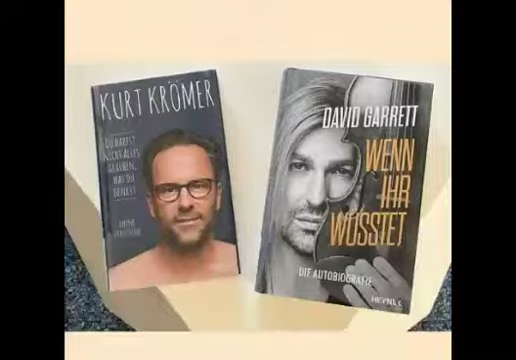 KURT KRÖMER
DU DARFST
NICHT ALLES
GLAUBEN,
WAS DU
DENKST
DAVID GARRETT
WENN
IHR
WÜSSTET
DIE AUTOBIOGRAFIE
HEYNE <